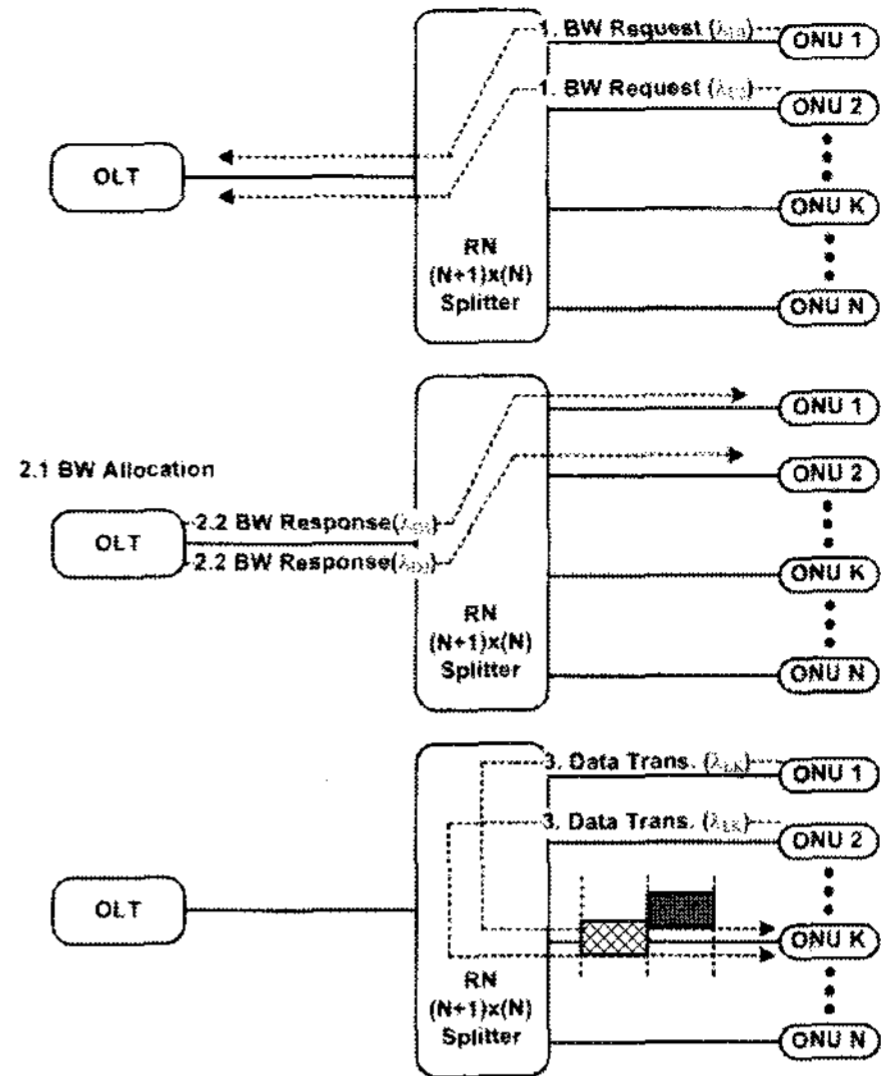 1. BW Request
ONU 1
1. BW Request
ONU 2
OLT
ONU K
RN
(N+1)x(N)
Splitter
ONU N
ONU 1
2.1 BW Allocation
ONU 2
2.2 BW Response(
OLT
2.2 BW Response(
ONU K
RN
(N+1)x(N)
Splitter
ONU N
3. Data Trans. (λLK)
ONU 1
3. Data Trans. (λLK)
ONU 2
OLT
ONU K
RN
(N+1)x(N)
Splitter
ONU N